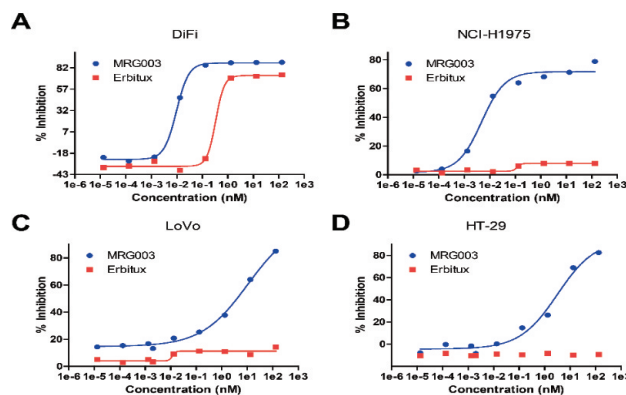 A
DiFi
MRG003
Erbitux
% Inhibition
82
57
32
7
-18
-43
1e-6 1e-5 1e-4 1e-3 1e-2 1e-1 1e0 1e1 1e2 1e3
Concentration (nM)
B
NCI-H1975
MRG003
Erbitux
% Inhibition
80
60
40
20
0
1e-6 1e-5 1e-4 1e-3 1e-2 1e-1 1e0 1e1 1e2 1e3
Concentration (nM)
C
LoVo
MRG003
Erbitux
% Inhibition
80
60
40
20
0
1e-6 1e-5 1e-4 1e-3 1e-2 1e-1 1e0 1e1 1e2 1e3
Concentration (nM)
D
HT-29
MRG003
Erbitux
% Inhibition
80
60
40
20
0
1e-6 1e-5 1e-4 1e-3 1e-2 1e-1 1e0 1e1 1e2 1e3
Concentration (nM)